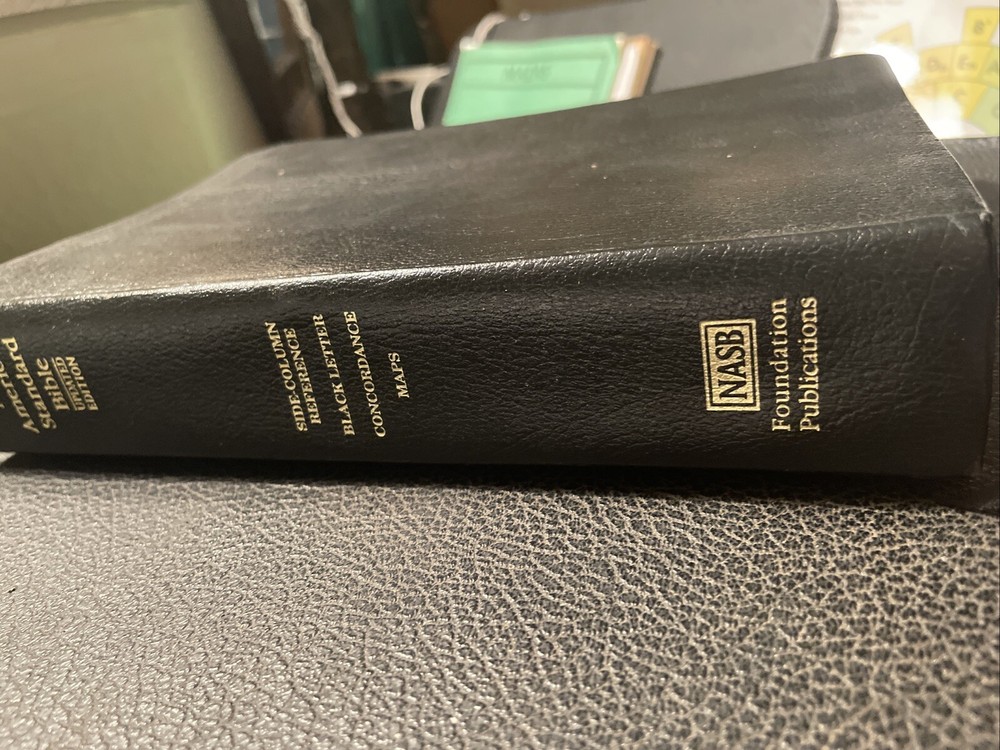 American
Standard
Bible
UPDATED
EDITION
SIDE-COLUMN
REFERENCE
BLACK LETTER
CONCORDANCE
MAPS
NASB
Foundation
Publications